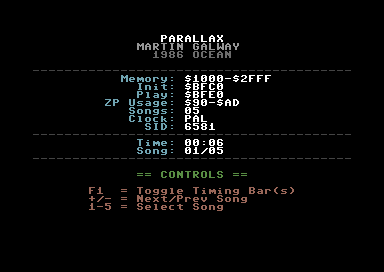 PARALLAX
MARTIN GALWAY
1986 OCEAN
Memory: $1000-$2FFF
Init: $BFC0
Play: $BFE0
ZP Usage: $90-$AD
Songs: 05
Clock: PAL
SID: 6581
Time: 00:06
Song: 01/05
== CONTROLS ==
F1 = Toggle Timing Bar(s)
+/- = Next/Prev Song
1-5 = Select Song